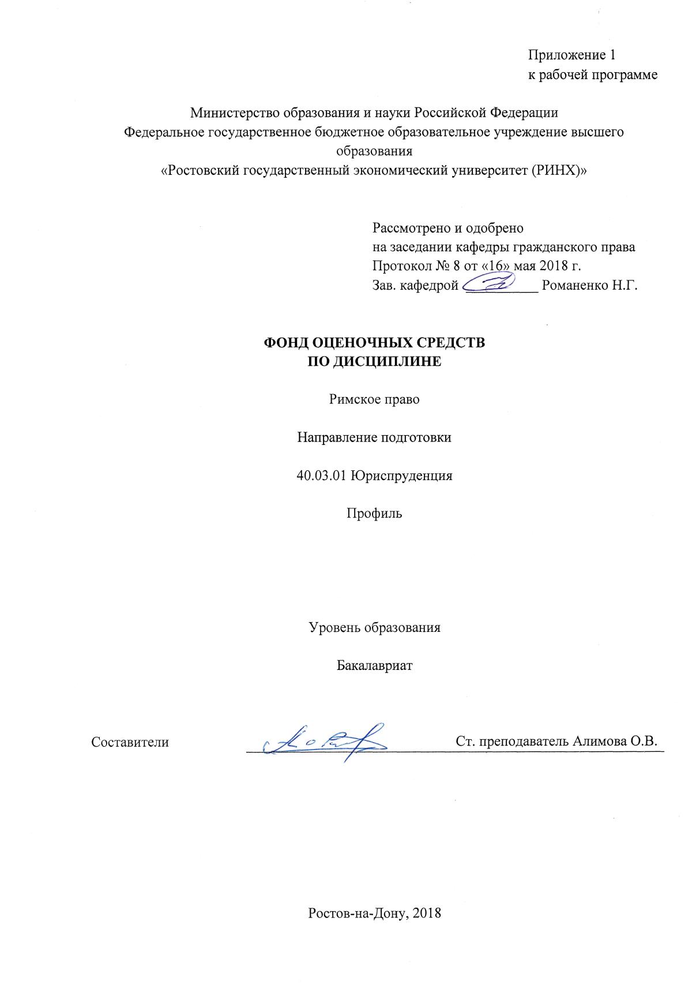 Приложение 1
к рабочей программе
Министерство образования и науки Российской Федерации
Федеральное государственное бюджетное образовательное учреждение высшего
образования
«Ростовский государственный экономический университет (РИНХ)»
Рассмотрено и одобрено
на заседании кафедры гражданского права
Протокол № 8 от «16» мая 2018 г.
Зав. кафедрой __________ Романенко Н.Г.
ФОНД ОЦЕНОЧНЫХ СРЕДСТВ
ПО ДИСЦИПЛИНЕ
Римское право
Направление подготовки
40.03.01 Юриспруденция
Профиль
Уровень образования
Бакалавриат
Составители Ст. преподаватель Алимова О.В.
Ростов-на-Дону, 2018